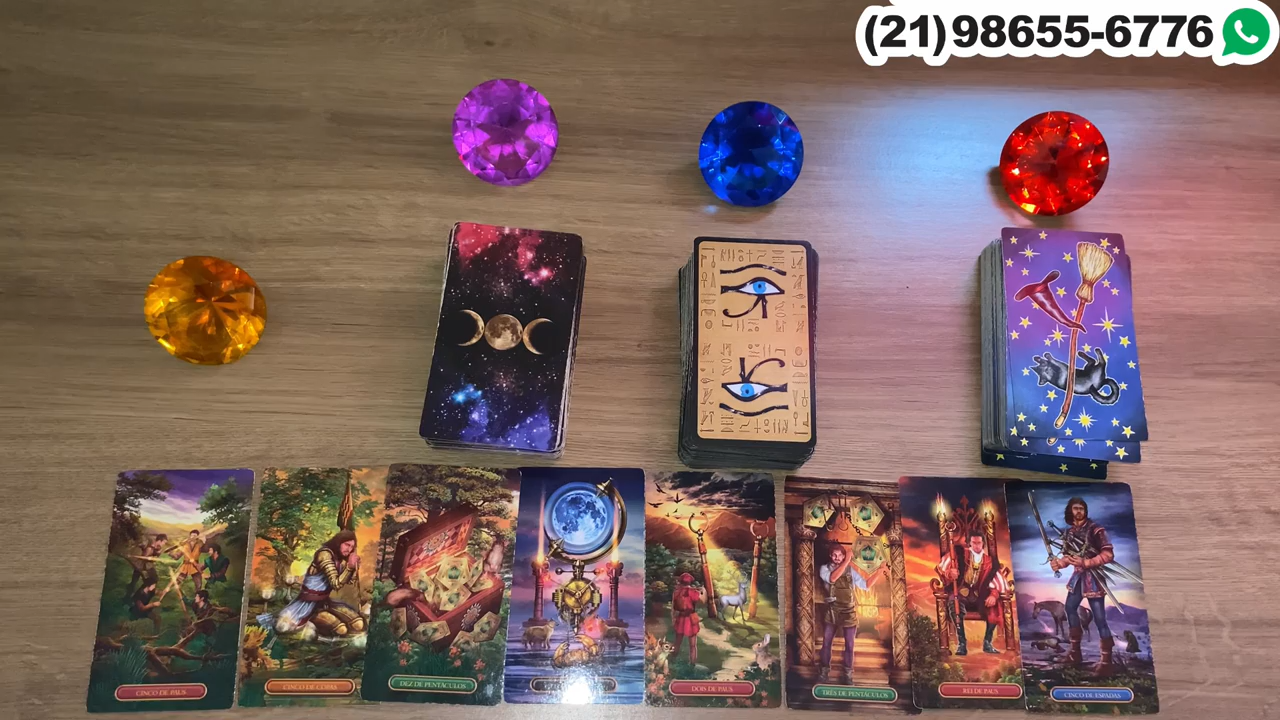 (21)98655-6776
CINCO DE PAUS
CINCO DE COPAS
DEZ DE PENTÁCULOS
DOIS DE PAUS
TRÊS DE PENTÁCULOS
REI DE PAUS
CINCO DE ESPADAS